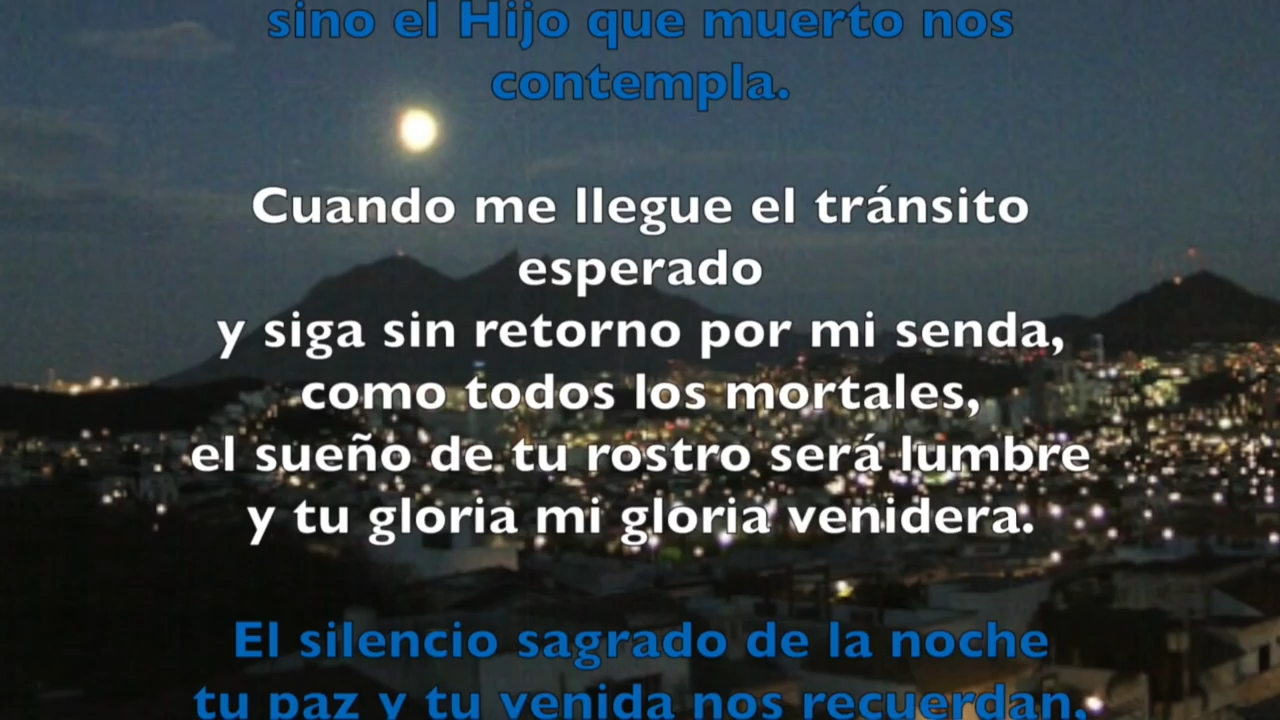 sino el Hijo que muerto nos
contempla.
Cuando me llegue el tránsito
esperado
y siga sin retorno por mi senda,
como todos los mortales,
el sueño de tu rostro será lumbre
y tu gloria mi gloria venidera.
El silencio sagrado de la noche
tu paz y tu venida nos recuerdan,